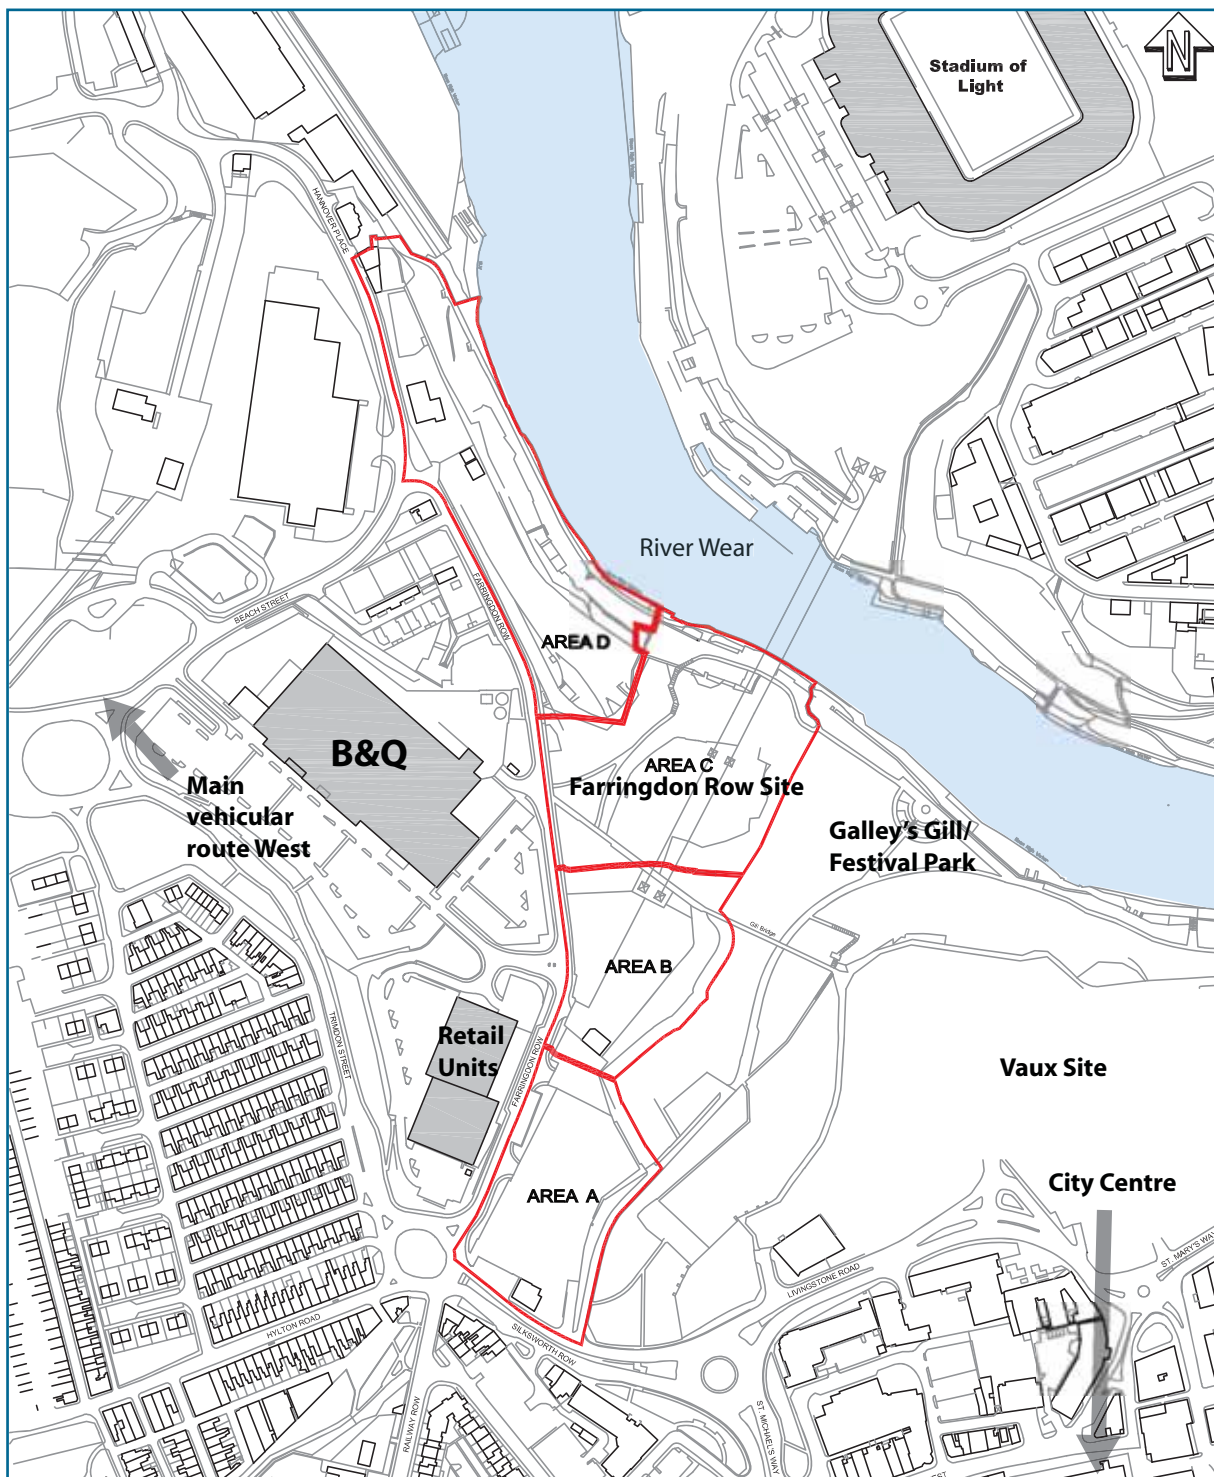 N
Stadium of
Light
HANNOVER PLACE
River Wear
BEACH STREET
FARRINGDON ROW
AREA D
B&Q
Main
vehicular
route West
AREA C
Farringdon Row Site
Galley's Gill/
Festival Park
Gill Bridge
AREA B
TRIMDON STREET
Retail
Units
FARRINGDON ROW
Vaux Site
AREA A
City Centre
ST. MARY'S WAY
LIVINGSTONE ROAD
HYLTON ROAD
SILKSWORTH ROW
RAILWAY ROW
ST. MICHAEL'S WAY